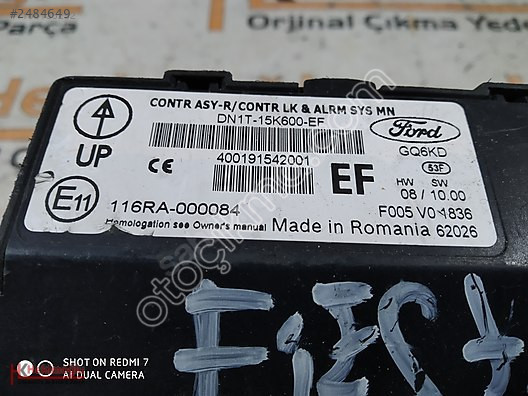 #2484649
Orjinal Çıkma Yedek
CONTR ASY-R/CONTR LK & ALRM SYS MN
DN1T-15K600-EF
Ford
GQ6KD
53F
UP
400191542001
CE
EF
HW SW
08 / 10.00
E11
116RA-000084
F005 V0 1836
Homologation see Owner's manual
Made in Romania 62026
SHOT ON REDMI 7
AI DUAL CAMERA